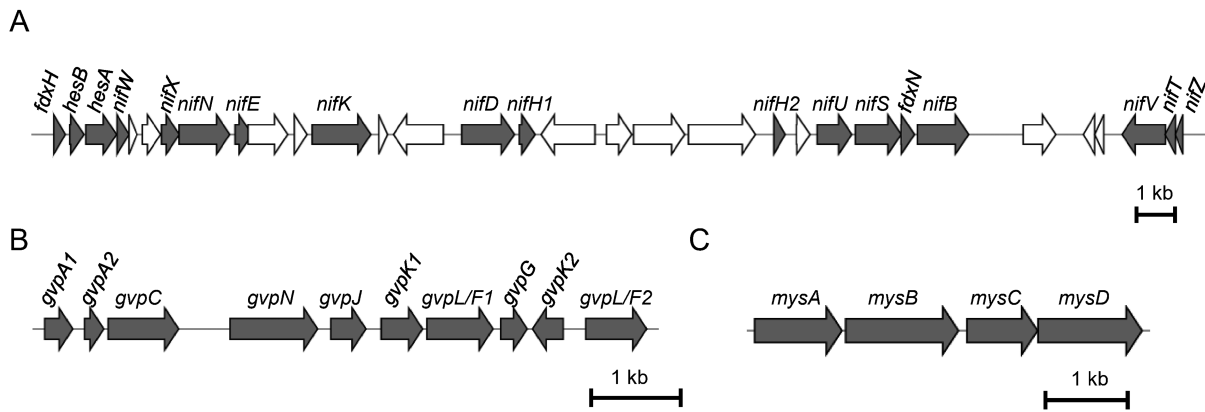 A
fdxH hesB hesA nifW nifX nifN nifE nifK nifD nifH1 nifH2 nifU nifS fdxN nifB nifV nifT nifZ
1 kb
B
gvpA1 gvpA2 gvpC gvpN gvpJ gvpK1 gvpL/F1 gvpG gvpK2 gvpL/F2
1 kb
C
mysA mysB mysC mysD
1 kb